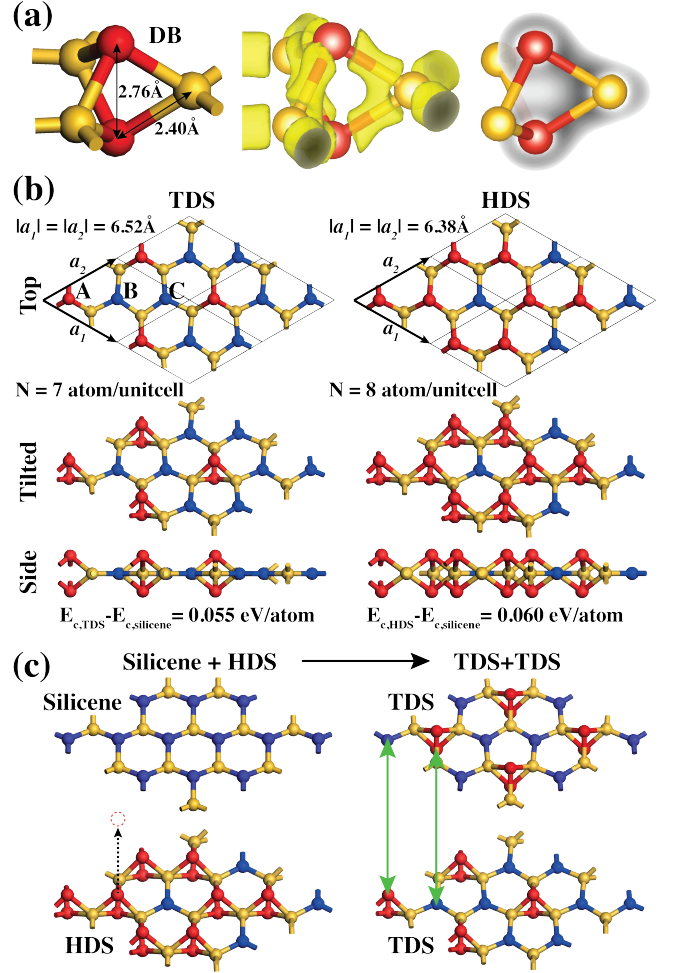 (a)
DB
2.76Å
2.40Å
(b)
TDS
HDS
|a1| = |a2| = 6.52Å
|a1| = |a2| = 6.38Å
Top
a2
A B C
a1
a2
a1
N = 7 atom/unitcell
N = 8 atom/unitcell
Tilted
Side
Ec,TDS-Ec,silicene= 0.055 eV/atom
Ec,HDS-Ec,silicene= 0.060 eV/atom
(c)
Silicene + HDS
TDS+TDS
Silicene
TDS
HDS
TDS